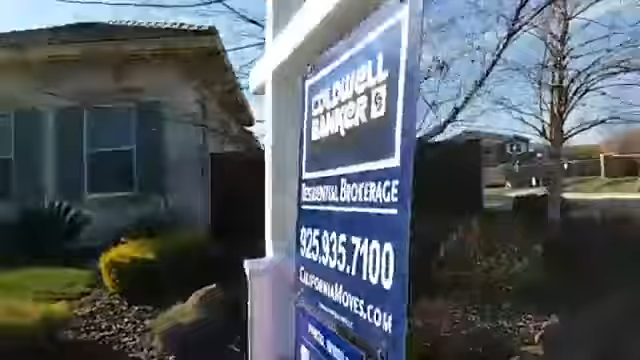 COLDWELL
BANKER
RESIDENTIAL BROKERAGE
925.935.7100
CALIFORNIAMOVES.COM